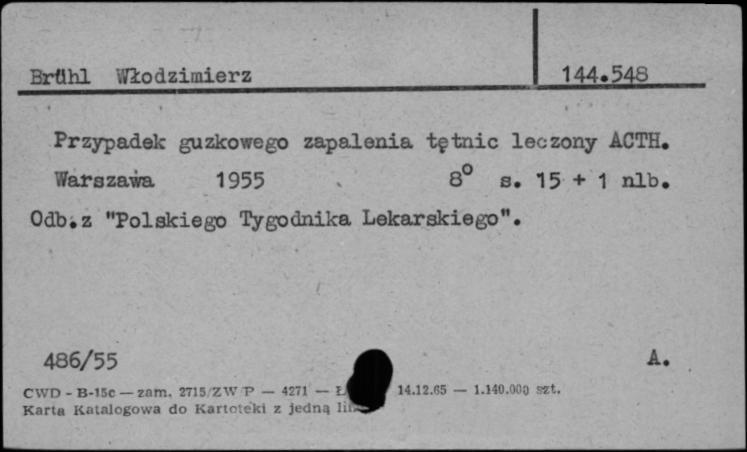 Brühl Włodzimierz 144.548
Przypadek guzkowego zapalenia tętnic leczony ACTH.
Warszawa 1955 8° s. 15 + 1 nlb.
Odb.z "Polskiego Tygodnika Lekarskiego".
486/55 A.
CWD - B-15c — zam. 2715/ZW/P — 4271 — 14.12.65 — 1.140.000 szt.
Karta Katalogowa do Kartoteki z jedną